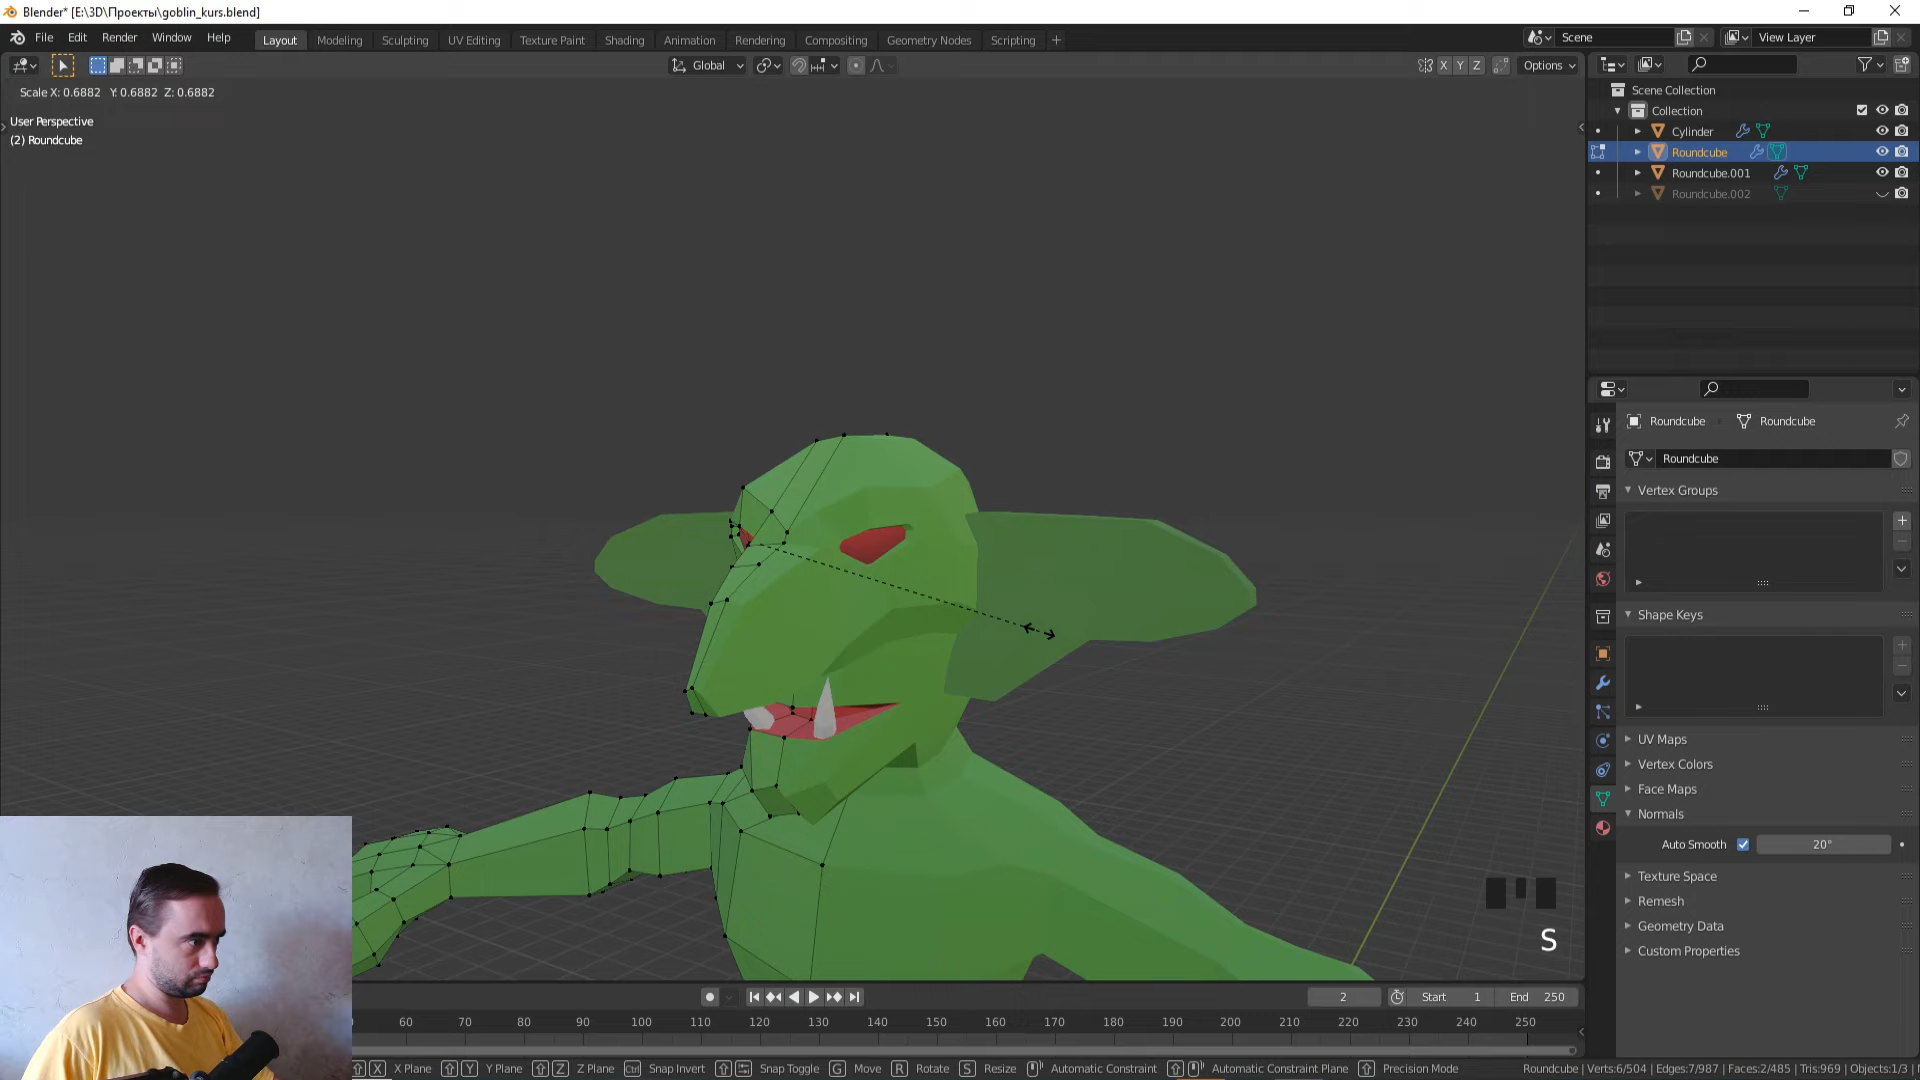 Blender* [E:\3D\Проекты\goblin_kurs.blend]
File Edit Render Window Help Layout Modeling Sculpting UV Editing Texture Paint Shading Animation Rendering Compositing Geometry Nodes Scripting + Scene View Layer
Global X Y Z Options
Scale X: 0.6882 Y: 0.6882 Z: 0.6882
User Perspective
(2) Roundcube
Scene Collection
Collection
Cylinder
Roundcube
Roundcube.001
Roundcube.002
Roundcube Roundcube
Roundcube
Vertex Groups
Shape Keys
UV Maps
Vertex Colors
Face Maps
Normals
Auto Smooth 20°
Texture Space
Remesh
Geometry Data
Custom Properties
S
2 Start 1 End 250
60 70 80 90 100 110 120 130 140 150 160 170 180 190 200 210 220 230 240 250
X X Plane Y Y Plane Z Z Plane Ctrl Snap Invert Snap Toggle G Move R Rotate S Resize Automatic Constraint Automatic Constraint Plane Precision Mode Roundcube | Verts:6/504 | Edges:7/987 | Faces:2/485 | Tris:969 | Objects:1/3 |